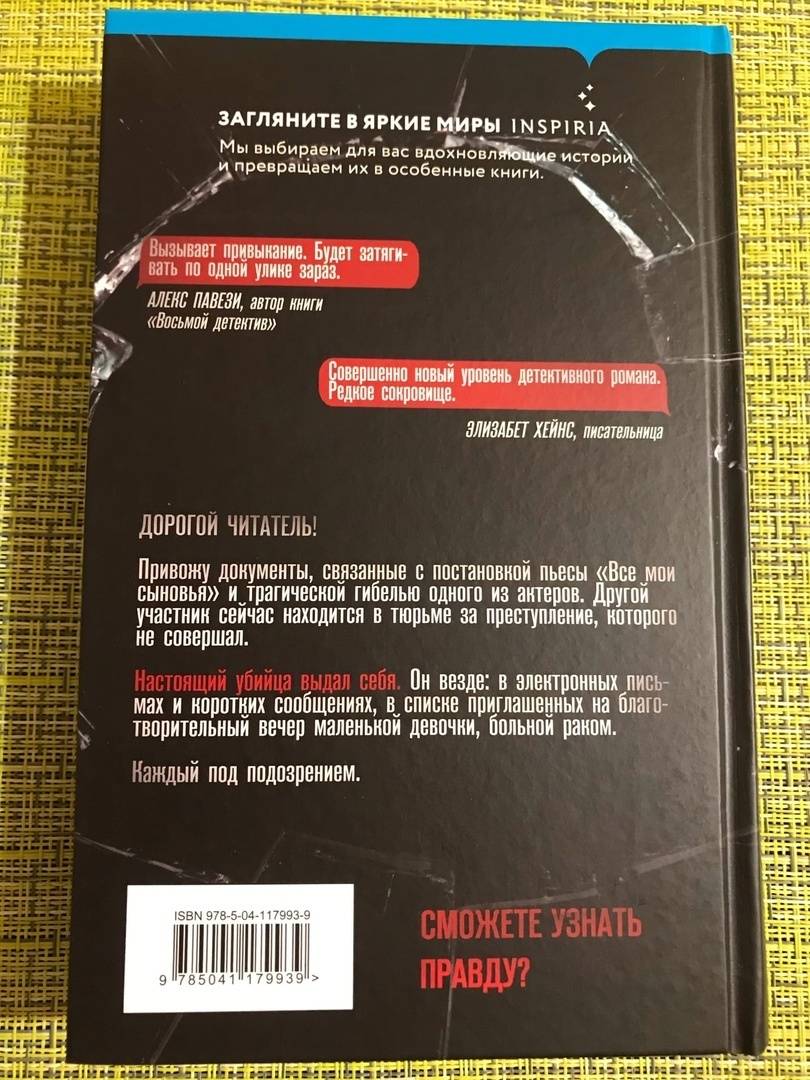 ЗАГЛЯНИТЕ В ЯРКИЕ МИРЫ INSPIRIA
Мы выбираем для вас вдохновляющие истории
и превращаем их в особенные книги.
Вызывает привыкание. Будет затяги-
вать по одной улике зараз.
АЛЕКС ПАВЕЗИ, автор книги
«Восьмой детектив»
Совершенно новый уровень детективного романа.
Редкое сокровище.
ЭЛИЗАБЕТ ХЕЙНС, писательница
ДОРОГОЙ ЧИТАТЕЛЬ!
Привожу документы, связанные с постановкой пьесы «Все мои
сыновья» и трагической гибелью одного из актеров. Другой
участник сейчас находится в тюрьме за преступление, которого
не совершал.
Настоящий убийца выдал себя. Он везде: в электронных пись-
мах и коротких сообщениях, в списке приглашенных на благо-
творительный вечер маленькой девочки, больной раком.
Каждый под подозрением.
ISBN 978-5-04-117993-9
9 785041 179939 >
СМОЖЕТЕ УЗНАТЬ
ПРАВДУ?